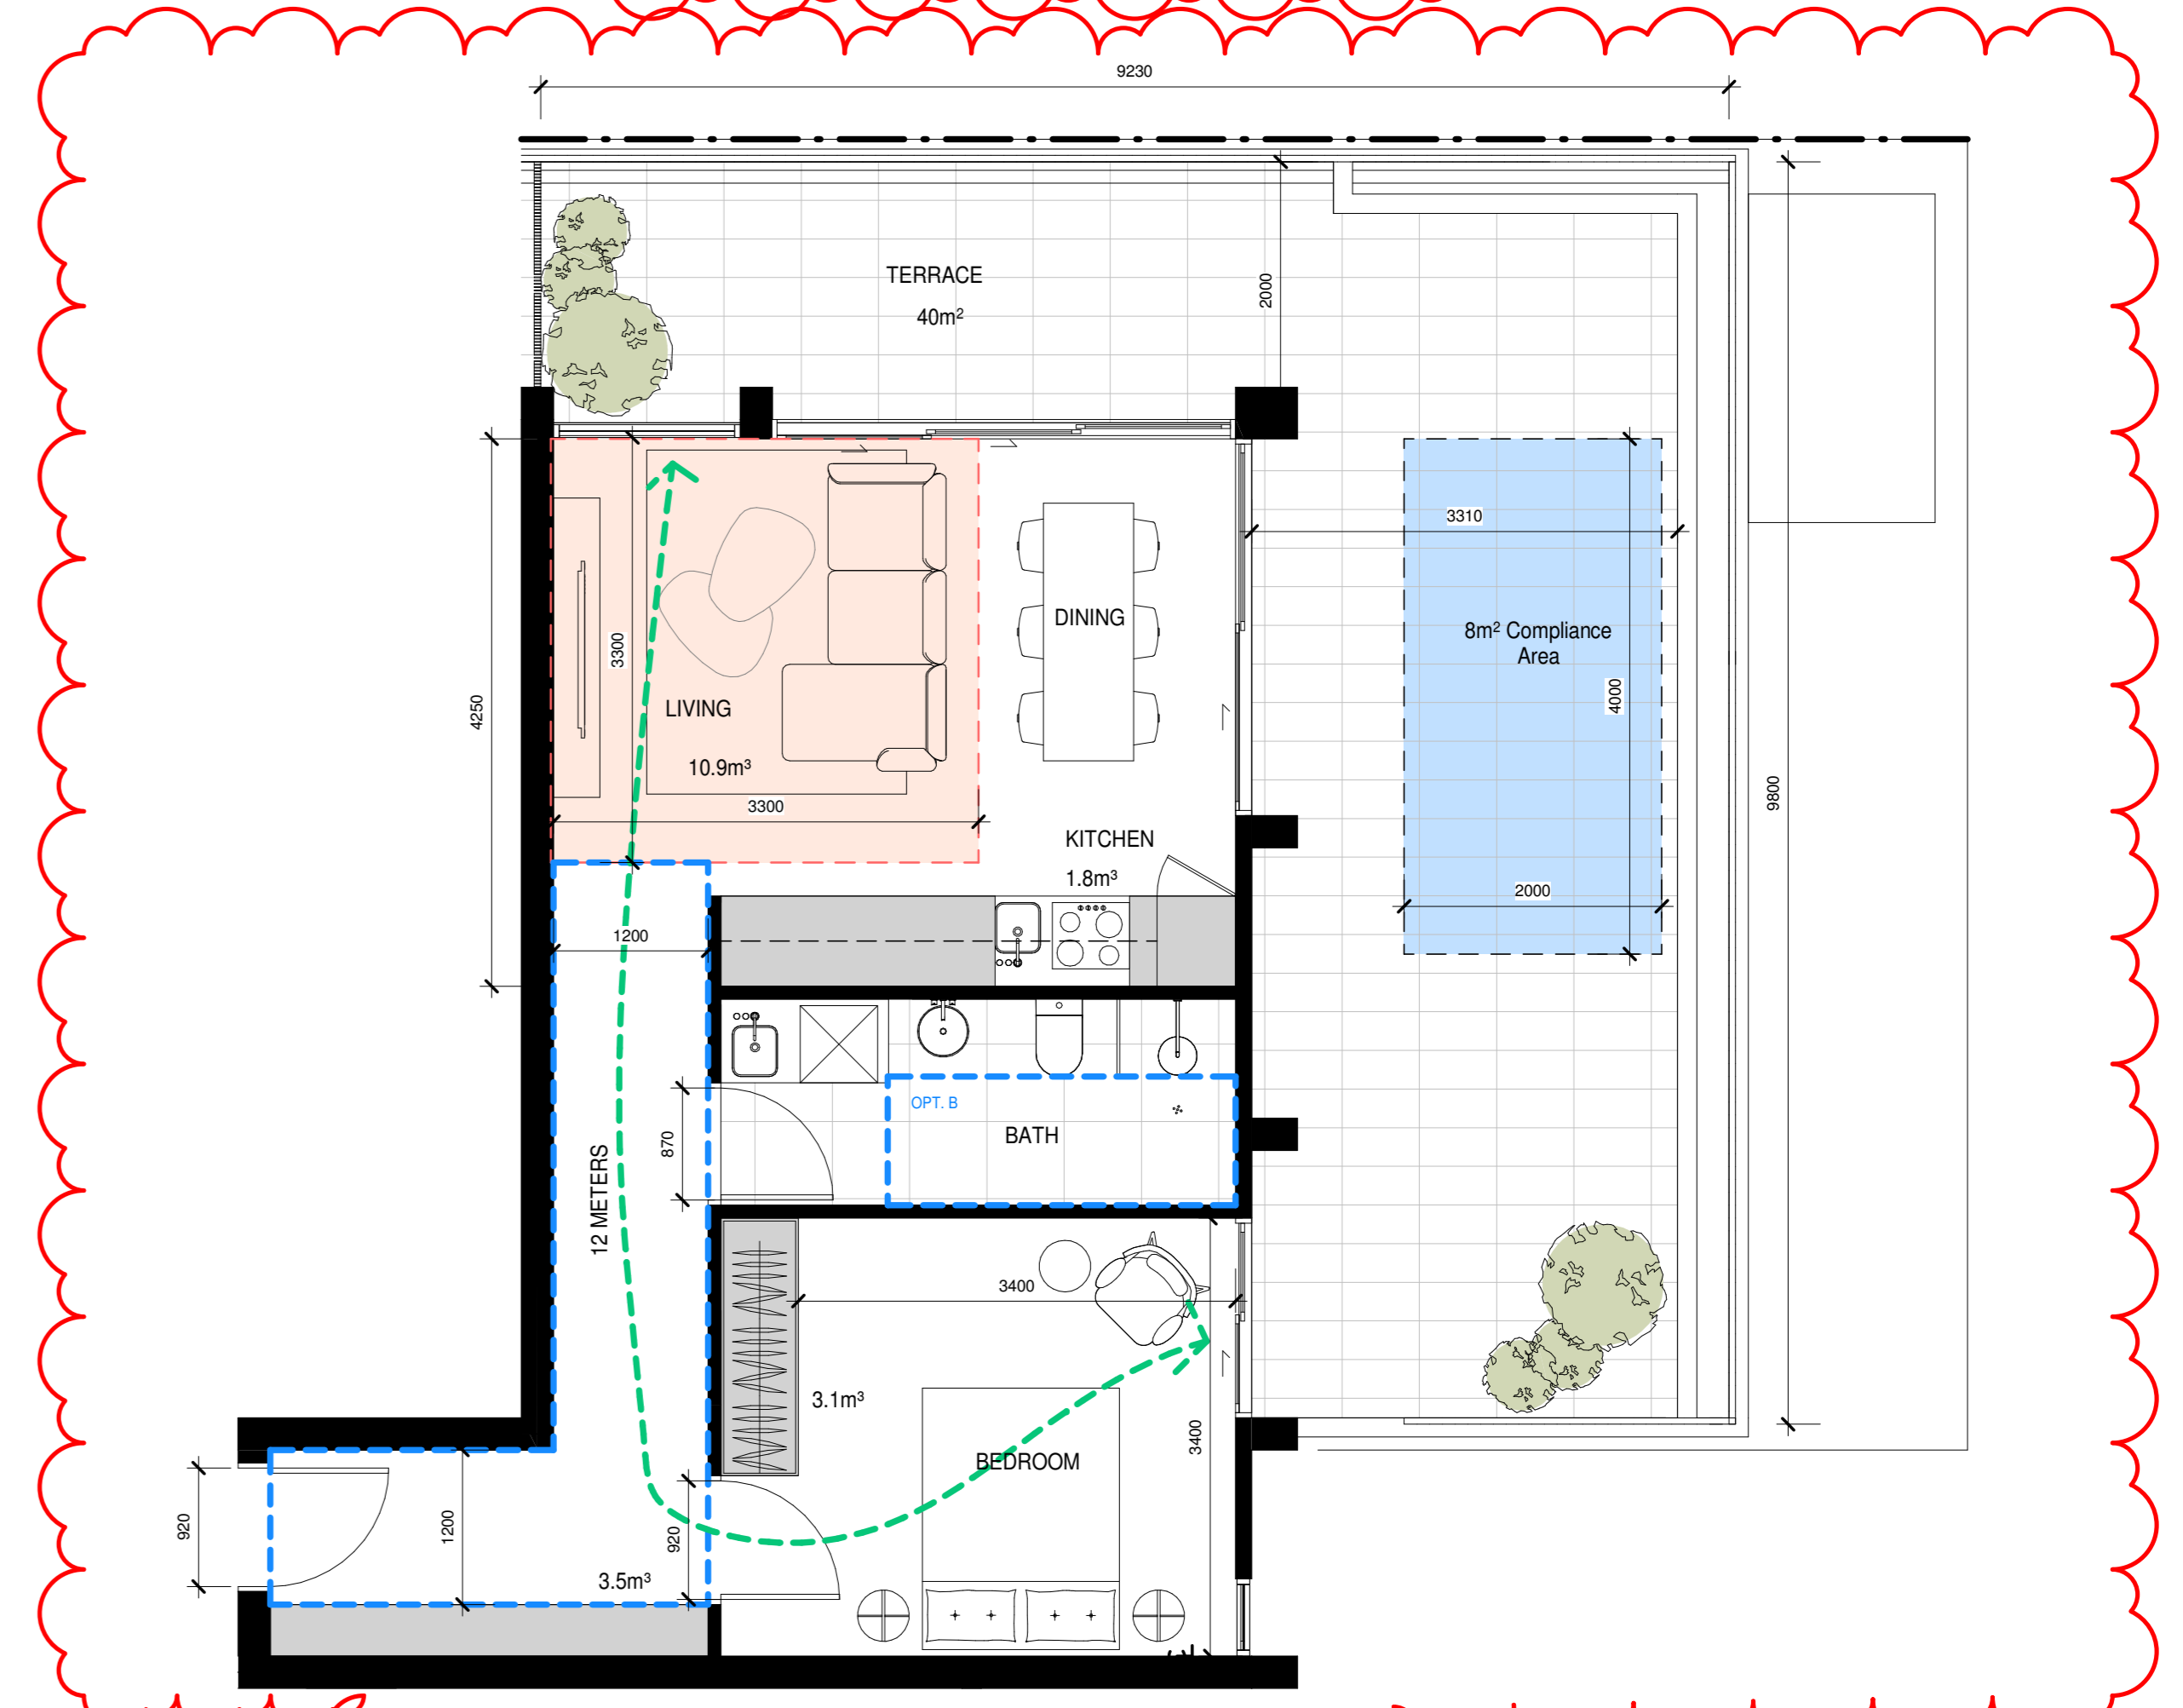 9230
TERRACE
40m²
2000
3310
DINING
8m² Compliance
Area
3300
4000
4250
LIVING
10.9m³
3300
9800
KITCHEN
1.8m³
2000
1200
OPT. B
BATH
870
12 METERS
3400
3.1m³
3400
BEDROOM
920
1200
920
3.5m³